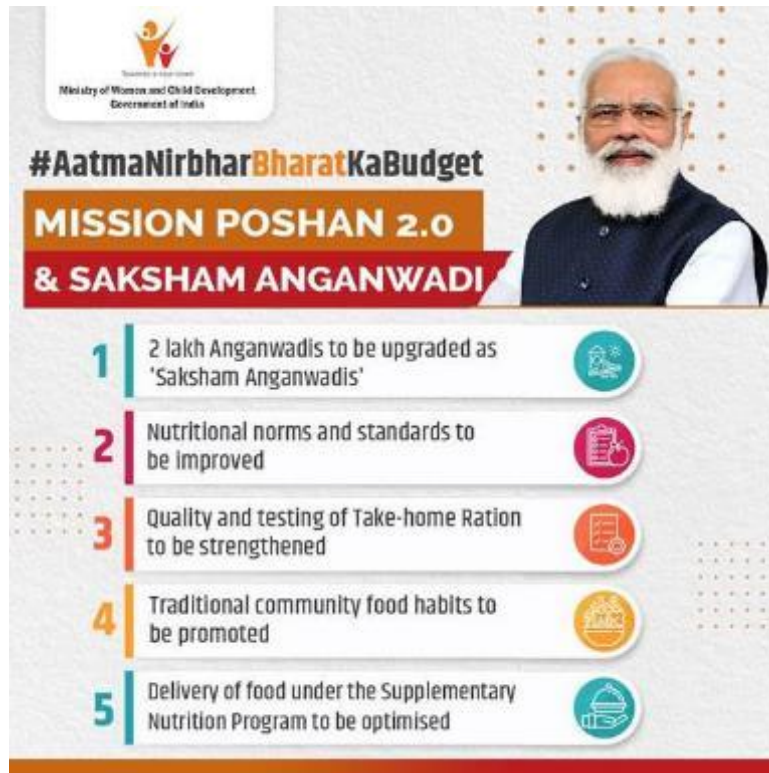 Ministry of Women and Child Development
Government of India
#AatmaNirbharBharatKaBudget
MISSION POSHAN 2.0
& SAKSHAM ANGANWADI
1
2 lakh Anganwadis to be upgraded as
'Saksham Anganwadis'
2
Nutritional norms and standards to
be improved
3
Quality and testing of Take-home Ration
to be strengthened
4
Traditional community food habits to
be promoted
5
Delivery of food under the Supplementary
Nutrition Program to be optimised